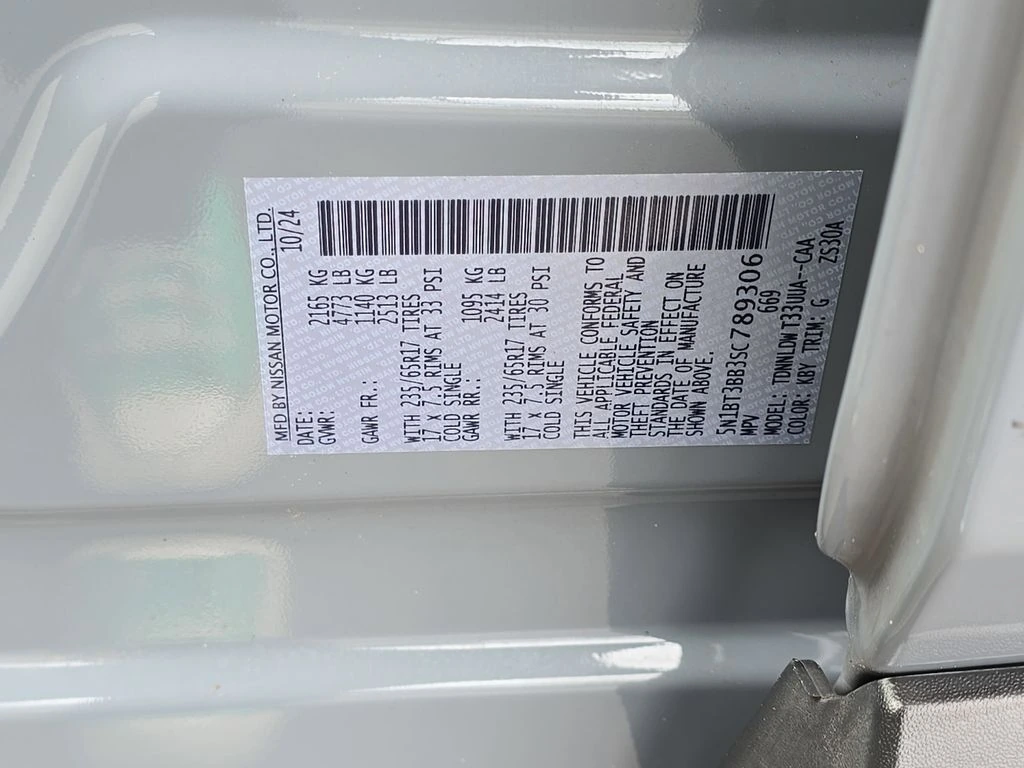 MFD BY NISSAN MOTOR CO., LTD.
DATE: 10/24
GVWR: 2165 KG
4773 LB
GAWR FR.: 1140 KG
2513 LB
WITH 235/65R17 TIRES
17 X 7.5 RIMS AT 33 PSI
COLD SINGLE
GAWR RR.: 1095 KG
2414 LB
WITH 235/65R17 TIRES
17 X 7.5 RIMS AT 30 PSI
COLD SINGLE
THIS VEHICLE CONFORMS TO
ALL APPLICABLE FEDERAL
MOTOR VEHICLE SAFETY AND
THEFT PREVENTION
STANDARDS IN EFFECT ON
THE DATE OF MANUFACTURE
SHOWN ABOVE.
5N1BT3BB3SC789306
MPV 669
MODEL: TDNNLDW T33UUA--CAA
COLOR: KBY TRIM: G ZS30A